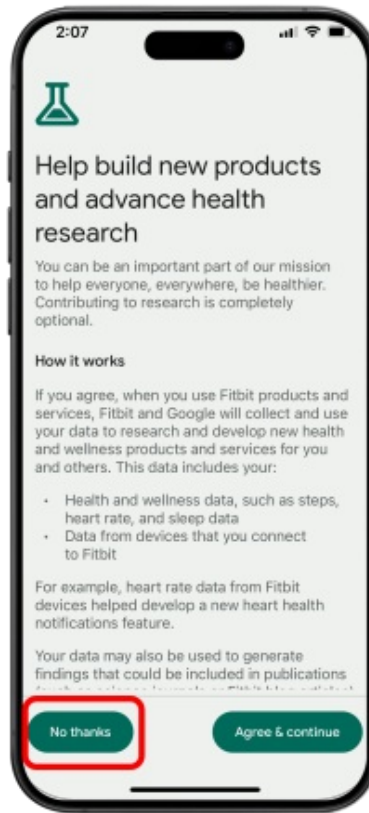 2:07
Help build new products
and advance health
research
You can be an important part of our mission
to help everyone, everywhere, be healthier.
Contributing to research is completely
optional.
How it works
If you agree, when you use Fitbit products and
services, Fitbit and Google will collect and use
your data to research and develop new health
and wellness products and services for you
and others. This data includes your:
• Health and wellness data, such as steps,
heart rate, and sleep data
• Data from devices that you connect
to Fitbit
For example, heart rate data from Fitbit
devices helped develop a new heart health
notifications feature.
Your data may also be used to generate
findings that could be included in publications
No thanks
Agree & continue